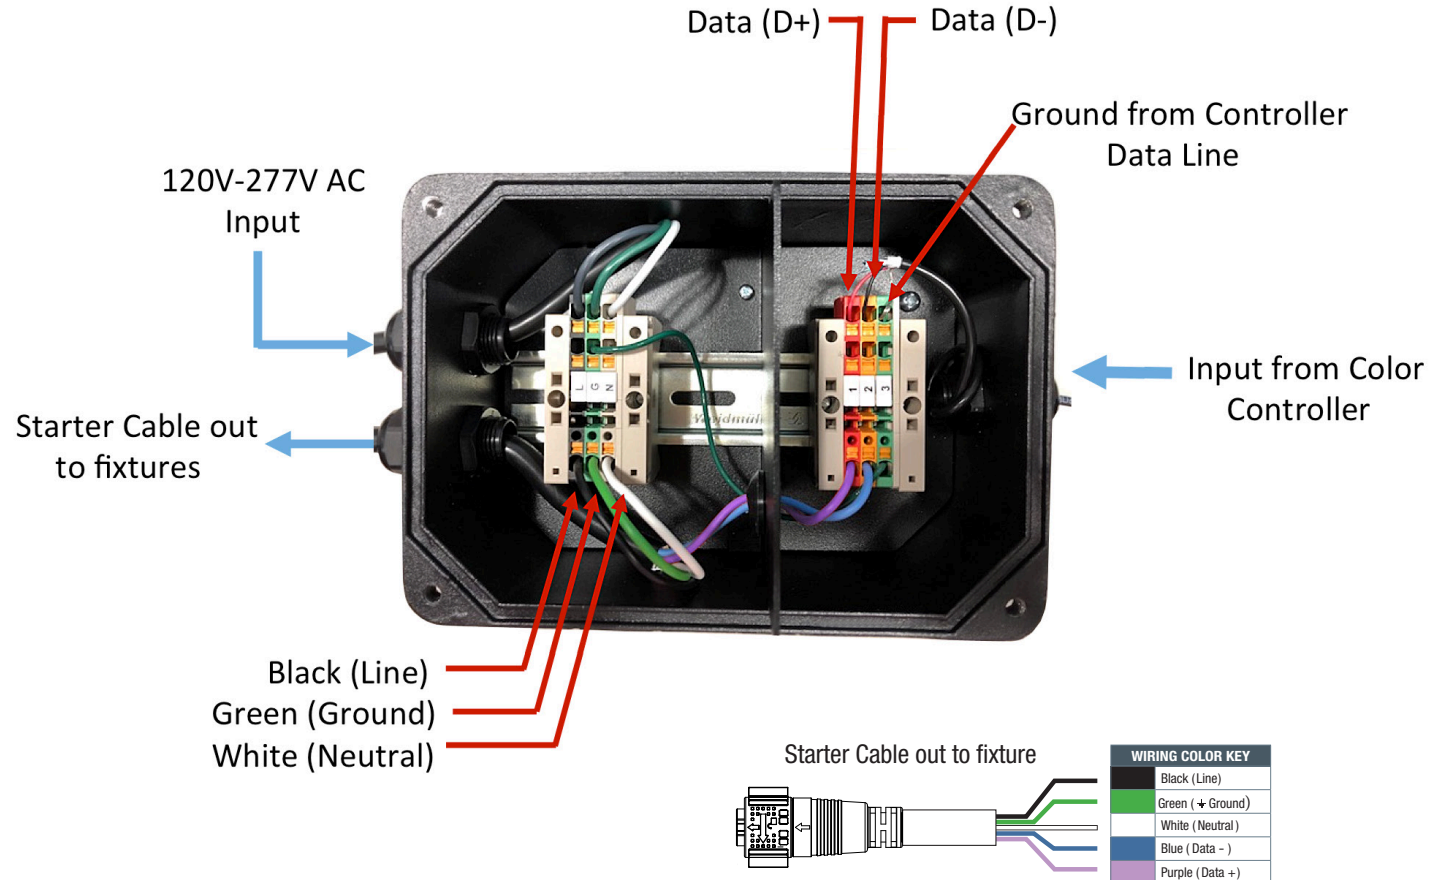 Data (D+)
Data (D-)
Ground from Controller
Data Line
120V-277V AC
Input
Starter Cable out
to fixtures
Input from Color
Controller
L
G
N
1
2
3
Black (Line)
Green (Ground)
White (Neutral)
Starter Cable out to fixture
WIRING COLOR KEY
Black (Line)
Green ( ⏚ Ground)
White ( Neutral )
Blue ( Data - )
Purple (Data +)